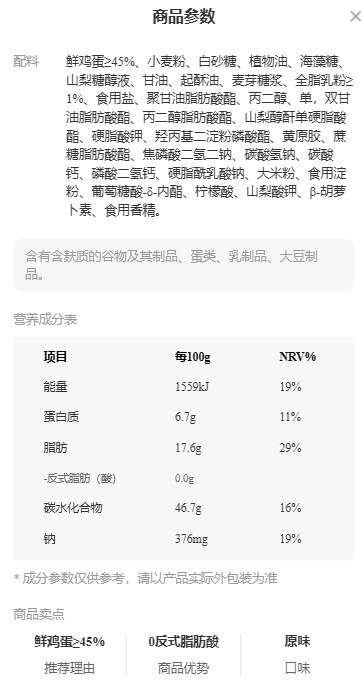 商品参数
配料
鲜鸡蛋≥45%、小麦粉、白砂糖、植物油、海藻糖、
山梨糖醇液、甘油、起酥油、麦芽糖浆、全脂乳粉≥
1%、食用盐、聚甘油脂肪酸酯、丙二醇、单，双甘
油脂肪酸酯、丙二醇脂肪酸酯、山梨醇酐单硬脂酸
酯、硬脂酸钾、羟丙基二淀粉磷酸酯、黄原胶、蔗
糖脂肪酸酯、焦磷酸二氢二钠、碳酸氢钠、碳酸
钙、磷酸二氢钙、硬脂酰乳酸钠、大米粉、食用淀
粉、葡萄糖酸-δ-内酯、柠檬酸、山梨酸钾、β-胡萝
卜素、食用香精。
含有含麸质的谷物及其制品、蛋类、乳制品、大豆制
品。
营养成分表
项目 每100g NRV%
能量 1559kJ 19%
蛋白质 6.7g 11%
脂肪 17.6g 29%
-反式脂肪（酸） 0.0g
碳水化合物 46.7g 16%
钠 376mg 19%
* 成分参数仅供参考，请以产品实际外包装为准
商品卖点
鲜鸡蛋≥45% 0反式脂肪酸 原味
推荐理由 商品优势 口味